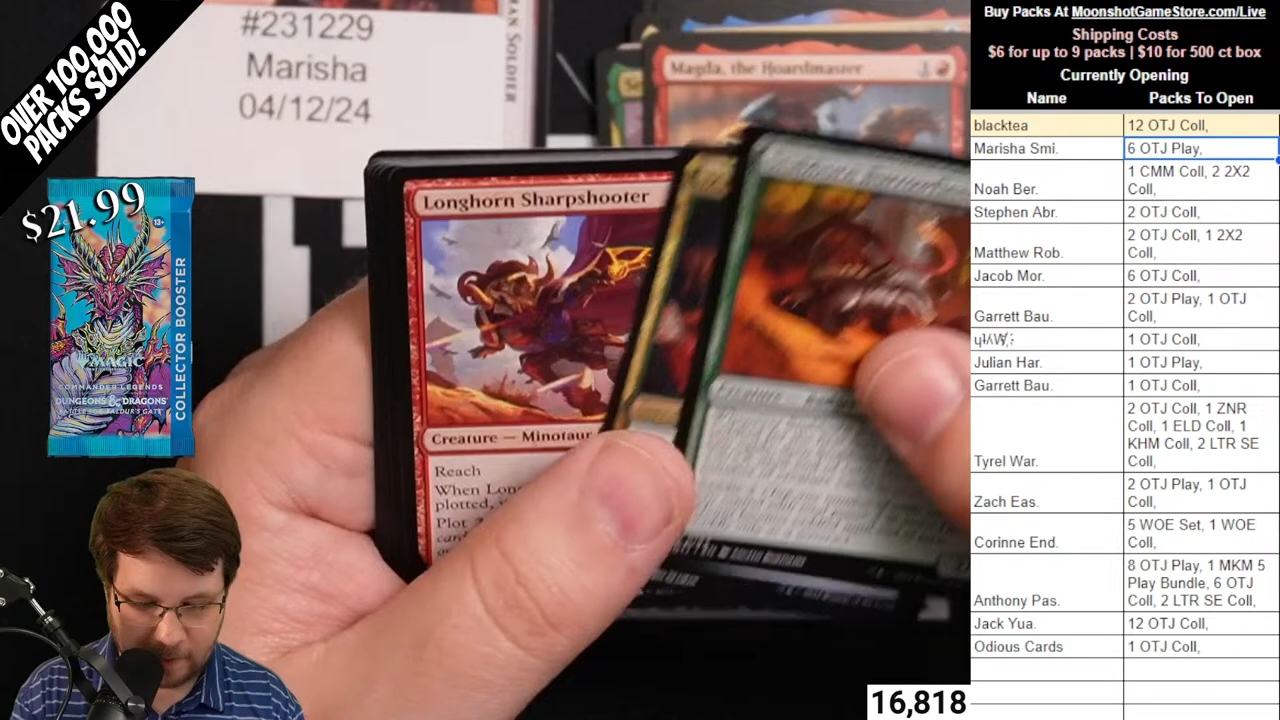 OVER 100,000
PACKS SOLD!
#231229
Marisha
04/12/24
AN SOLDIER
Magda, the Hoardmaster
1
Longhorn Sharpshooter
Creature — Minotaur
Reach
When Lon
plotted,
Plot
card
$21.99
13+
MAGIC
COMMANDER LEGENDS
DUNGEONS & DRAGONS
BATTLE FOR BALDUR'S GATE
COLLECTOR BOOSTER
16,818
Buy Packs At MoonshotGameStore.com/Live
Shipping Costs
$6 for up to 9 packs | $10 for 500 ct box
Currently Opening
Name Packs To Open
blacktea 12 OTJ Coll,
Marisha Smi. 6 OTJ Play,
1 CMM Coll, 2 2X2
Noah Ber. Coll,
Stephen Abr. 2 OTJ Coll,
2 OTJ Coll, 1 2X2
Matthew Rob. Coll,
Jacob Mor. 6 OTJ Coll,
2 OTJ Play, 1 OTJ
Garrett Bau. Coll,
1 OTJ Coll,
Julian Har. 1 OTJ Play,
Garrett Bau. 1 OTJ Coll,
2 OTJ Coll, 1 ZNR
Coll, 1 ELD Coll, 1
KHM Coll, 2 LTR SE
Tyrel War. Coll,
2 OTJ Play, 1 OTJ
Zach Eas. Coll,
5 WOE Set, 1 WOE
Corinne End. Coll,
8 OTJ Play, 1 MKM 5
Play Bundle, 6 OTJ
Anthony Pas. Coll, 2 LTR SE Coll,
Jack Yua. 12 OTJ Coll,
Odious Cards 1 OTJ Coll,